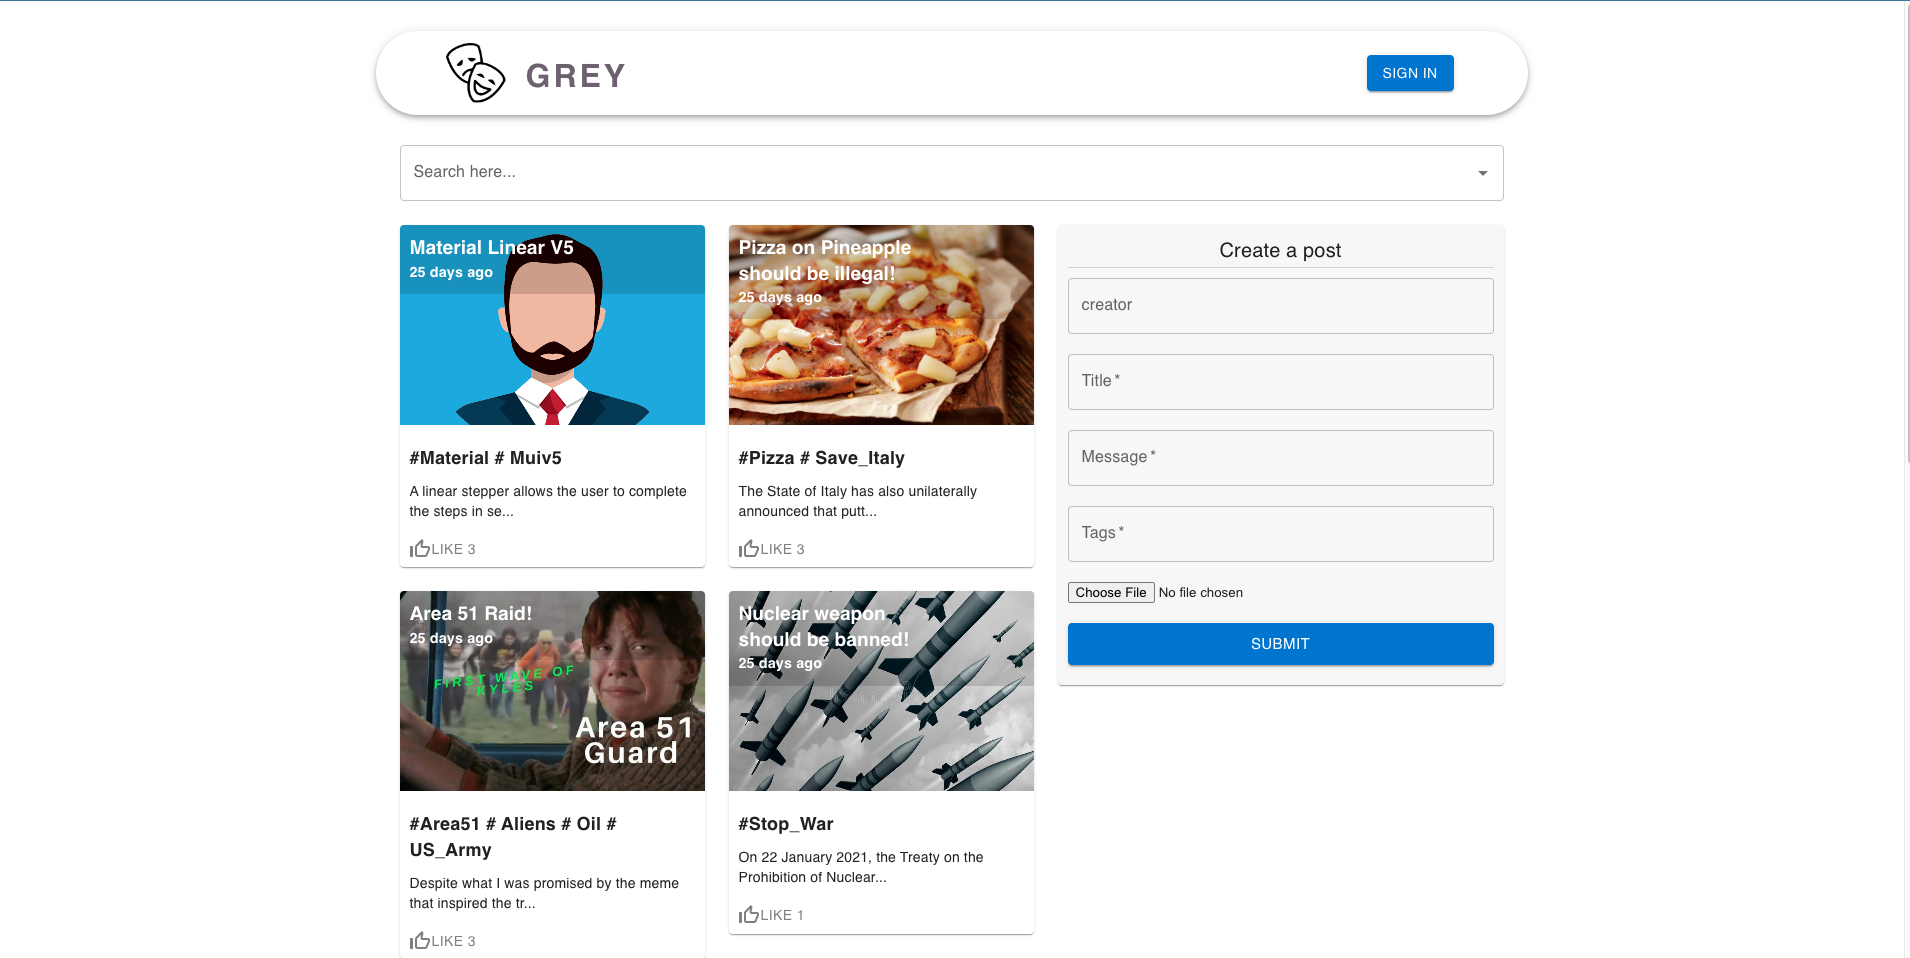 GREY
SIGN IN
Search here...
Material Linear V5
25 days ago
#Material # Muiv5
A linear stepper allows the user to complete
the steps in se...
LIKE 3
Pizza on Pineapple
should be illegal!
25 days ago
#Pizza # Save_Italy
The State of Italy has also unilaterally
announced that putt...
LIKE 3
Area 51 Raid!
25 days ago
FIRST WAVE OF
KYLES
Area 51
Guard
#Area51 # Aliens # Oil #
US_Army
Despite what I was promised by the meme
that inspired the tr...
LIKE 3
Nuclear weapon
should be banned!
25 days ago
#Stop_War
On 22 January 2021, the Treaty on the
Prohibition of Nuclear...
LIKE 1
Create a post
creator
Title *
Message *
Tags *
Choose File No file chosen
SUBMIT